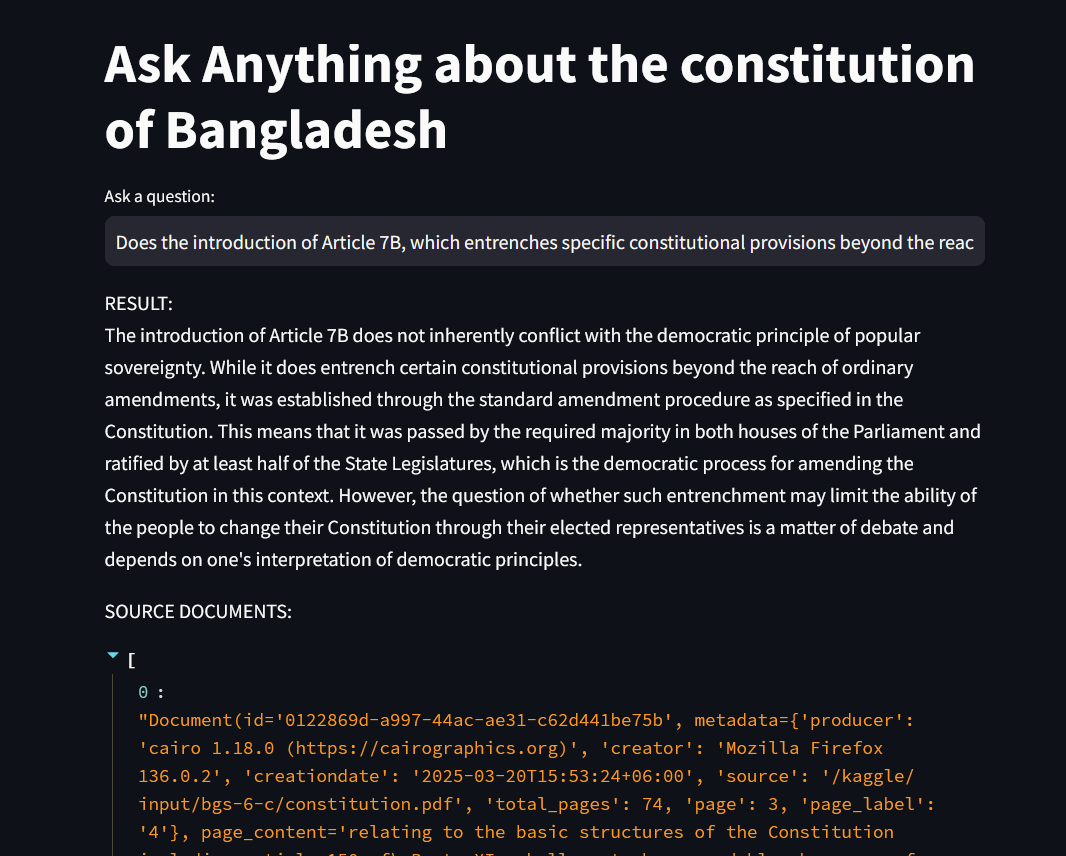 Ask Anything about the constitution
of Bangladesh
Ask a question:
Does the introduction of Article 7B, which entrenches specific constitutional provisions beyond the reac
RESULT:
The introduction of Article 7B does not inherently conflict with the democratic principle of popular
sovereignty. While it does entrench certain constitutional provisions beyond the reach of ordinary
amendments, it was established through the standard amendment procedure as specified in the
Constitution. This means that it was passed by the required majority in both houses of the Parliament and
ratified by at least half of the State Legislatures, which is the democratic process for amending the
Constitution in this context. However, the question of whether such entrenchment may limit the ability of
the people to change their Constitution through their elected representatives is a matter of debate and
depends on one's interpretation of democratic principles.
SOURCE DOCUMENTS:
[
0 :
"Document(id='0122869d-a997-44ac-ae31-c62d441be75b', metadata={'producer':
'cairo 1.18.0 (https://cairographics.org)', 'creator': 'Mozilla Firefox
136.0.2', 'creationdate': '2025-03-20T15:53:24+06:00', 'source': '/kaggle/
input/bgs-6-c/constitution.pdf', 'total_pages': 74, 'page': 3, 'page_label':
'4'}, page_content='relating to the basic structures of the Constitution